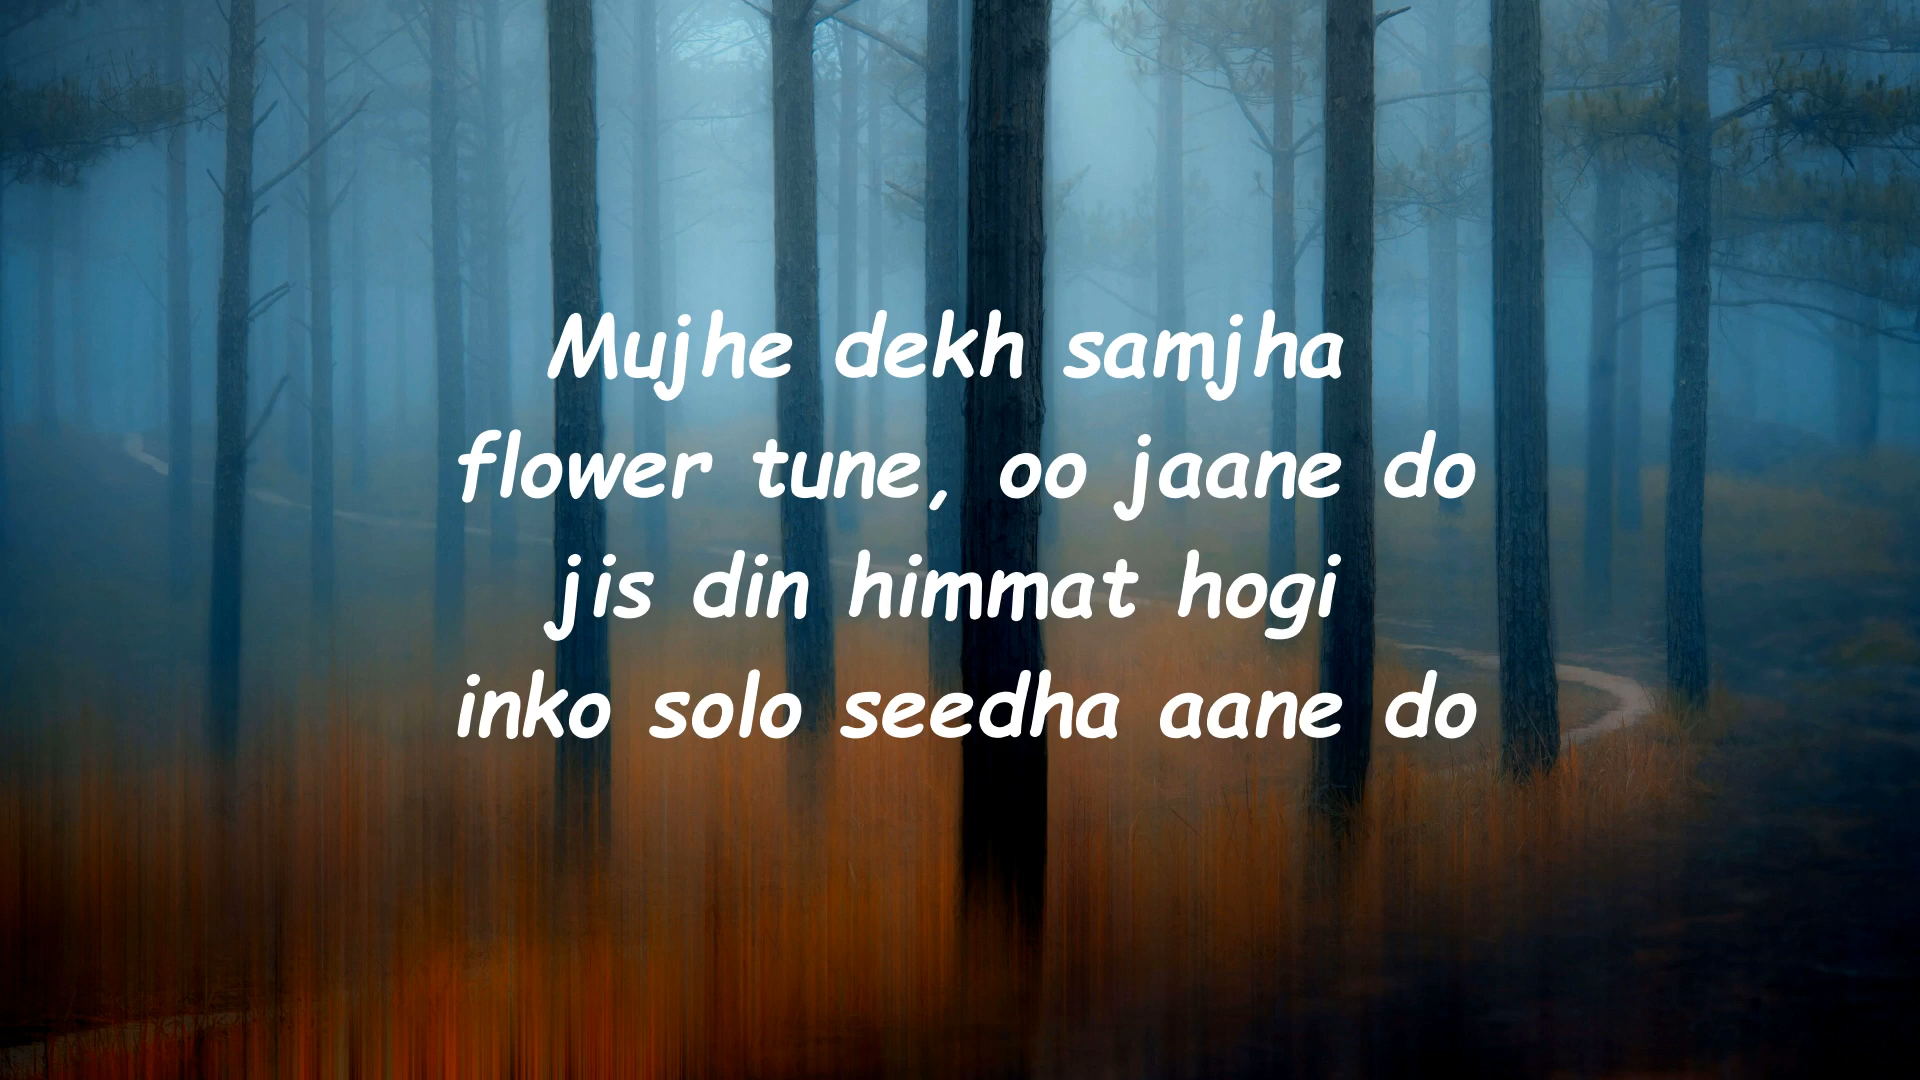 Mujhe dekh samjha
flower tune, oo jaane do
jis din himmat hogi
inko solo seedha aane do